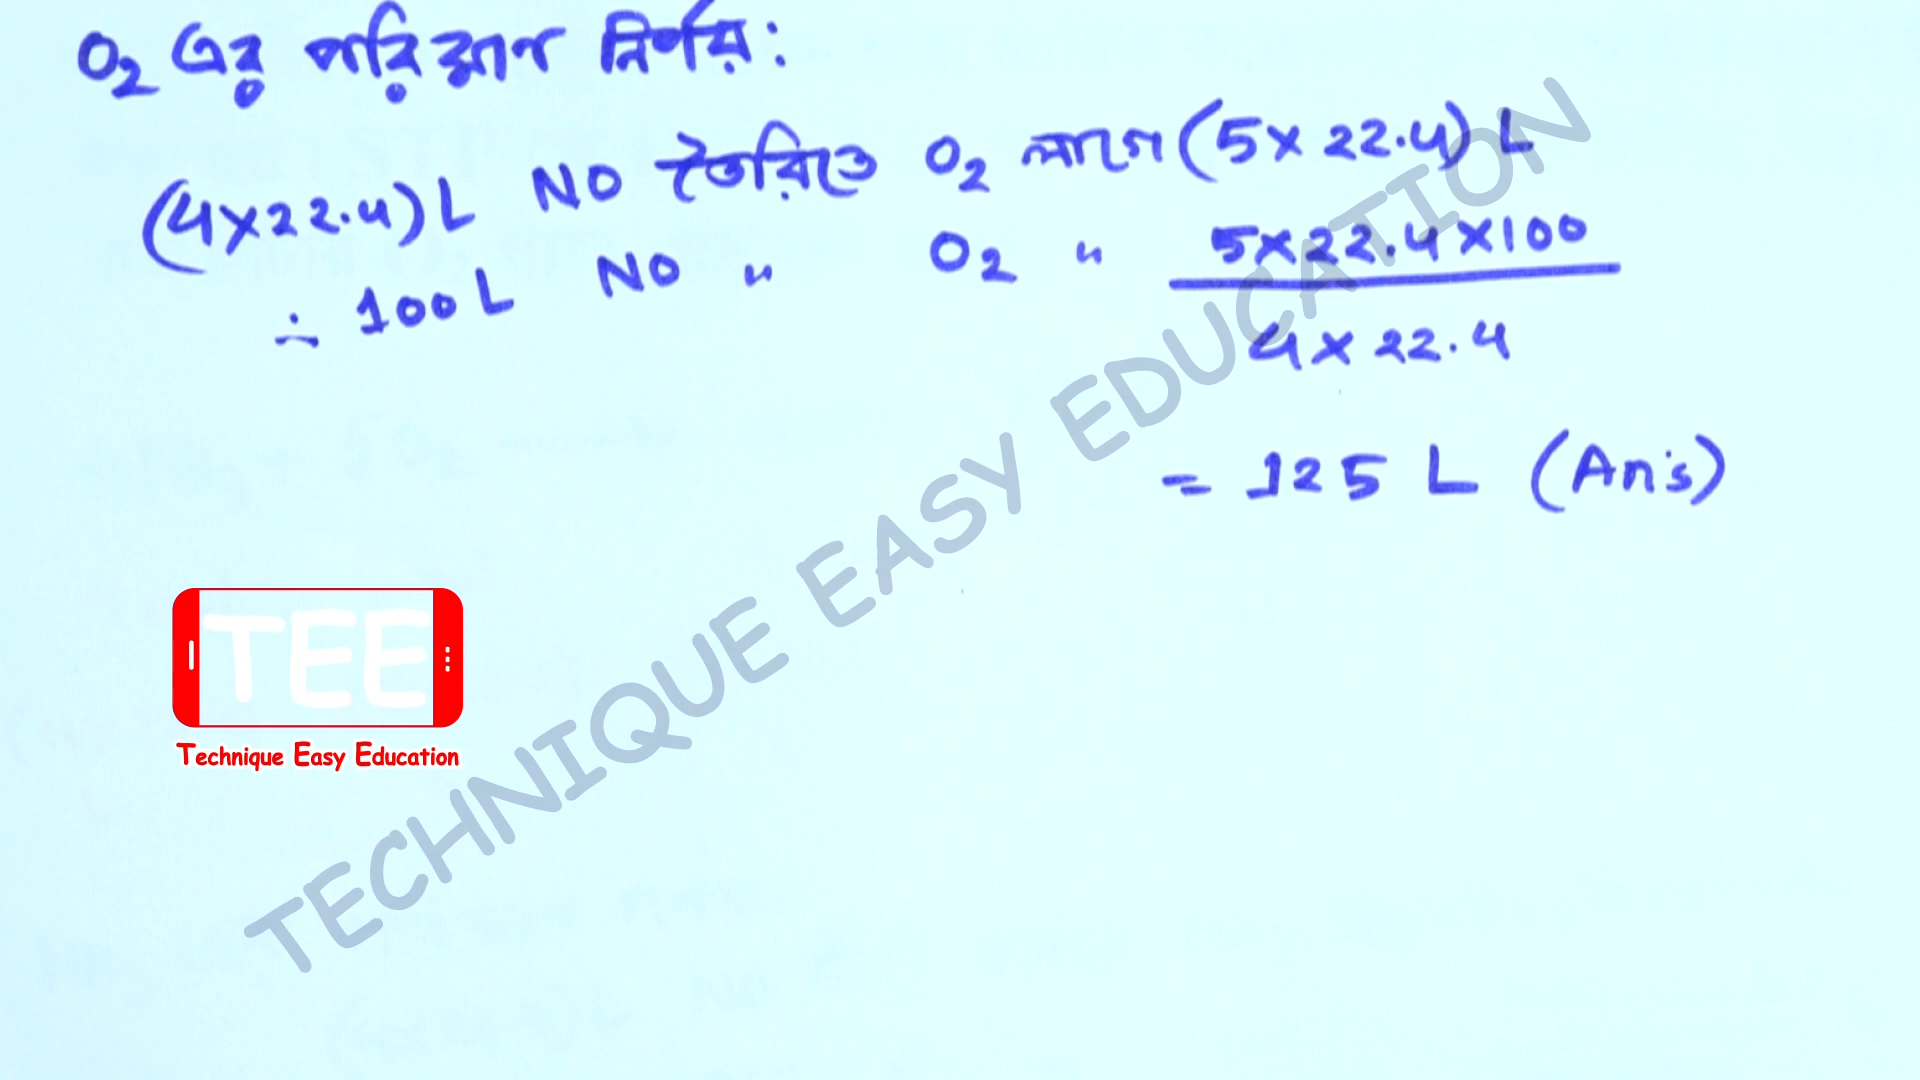 O2 এর পরিমান নির্ণয়:
(4×22.4) L NO তৈরিতে O2 লাগে (5×22.4) L
∴ 100 L NO " O2 " 5×22.4×100
4×22.4
= 125 L (Ans)
TEE
Technique Easy Education
TECHNIQUE EASY EDUCATION